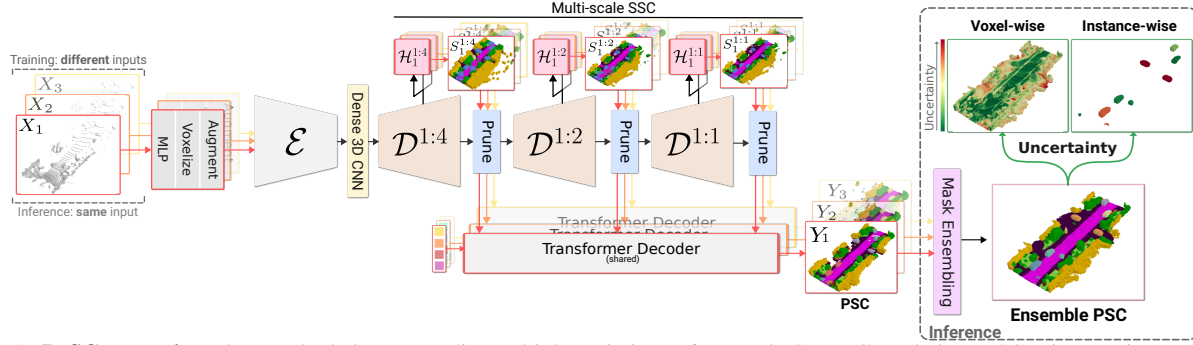 Multi-scale SSC
Training: different inputs
X3
X2
X1
Inference: same input
MLP
Voxelize
Augment
ℰ
Dense 3D CNN
ℋ₁^{1:4}
S₁^{1:4}
ℋ₁^{1:2}
S₁^{1:2}
ℋ₁^{1:1}
S₁^{1:1}
𝒟^{1:4}
Prune
𝒟^{1:2}
Prune
𝒟^{1:1}
Prune
Transformer Decoder
Transformer Decoder
Transformer Decoder
(shared)
Y3
Y2
Y1
PSC
Mask Ensembling
Voxel-wise
Instance-wise
Uncertainty
Uncertainty
Ensemble PSC
Inference